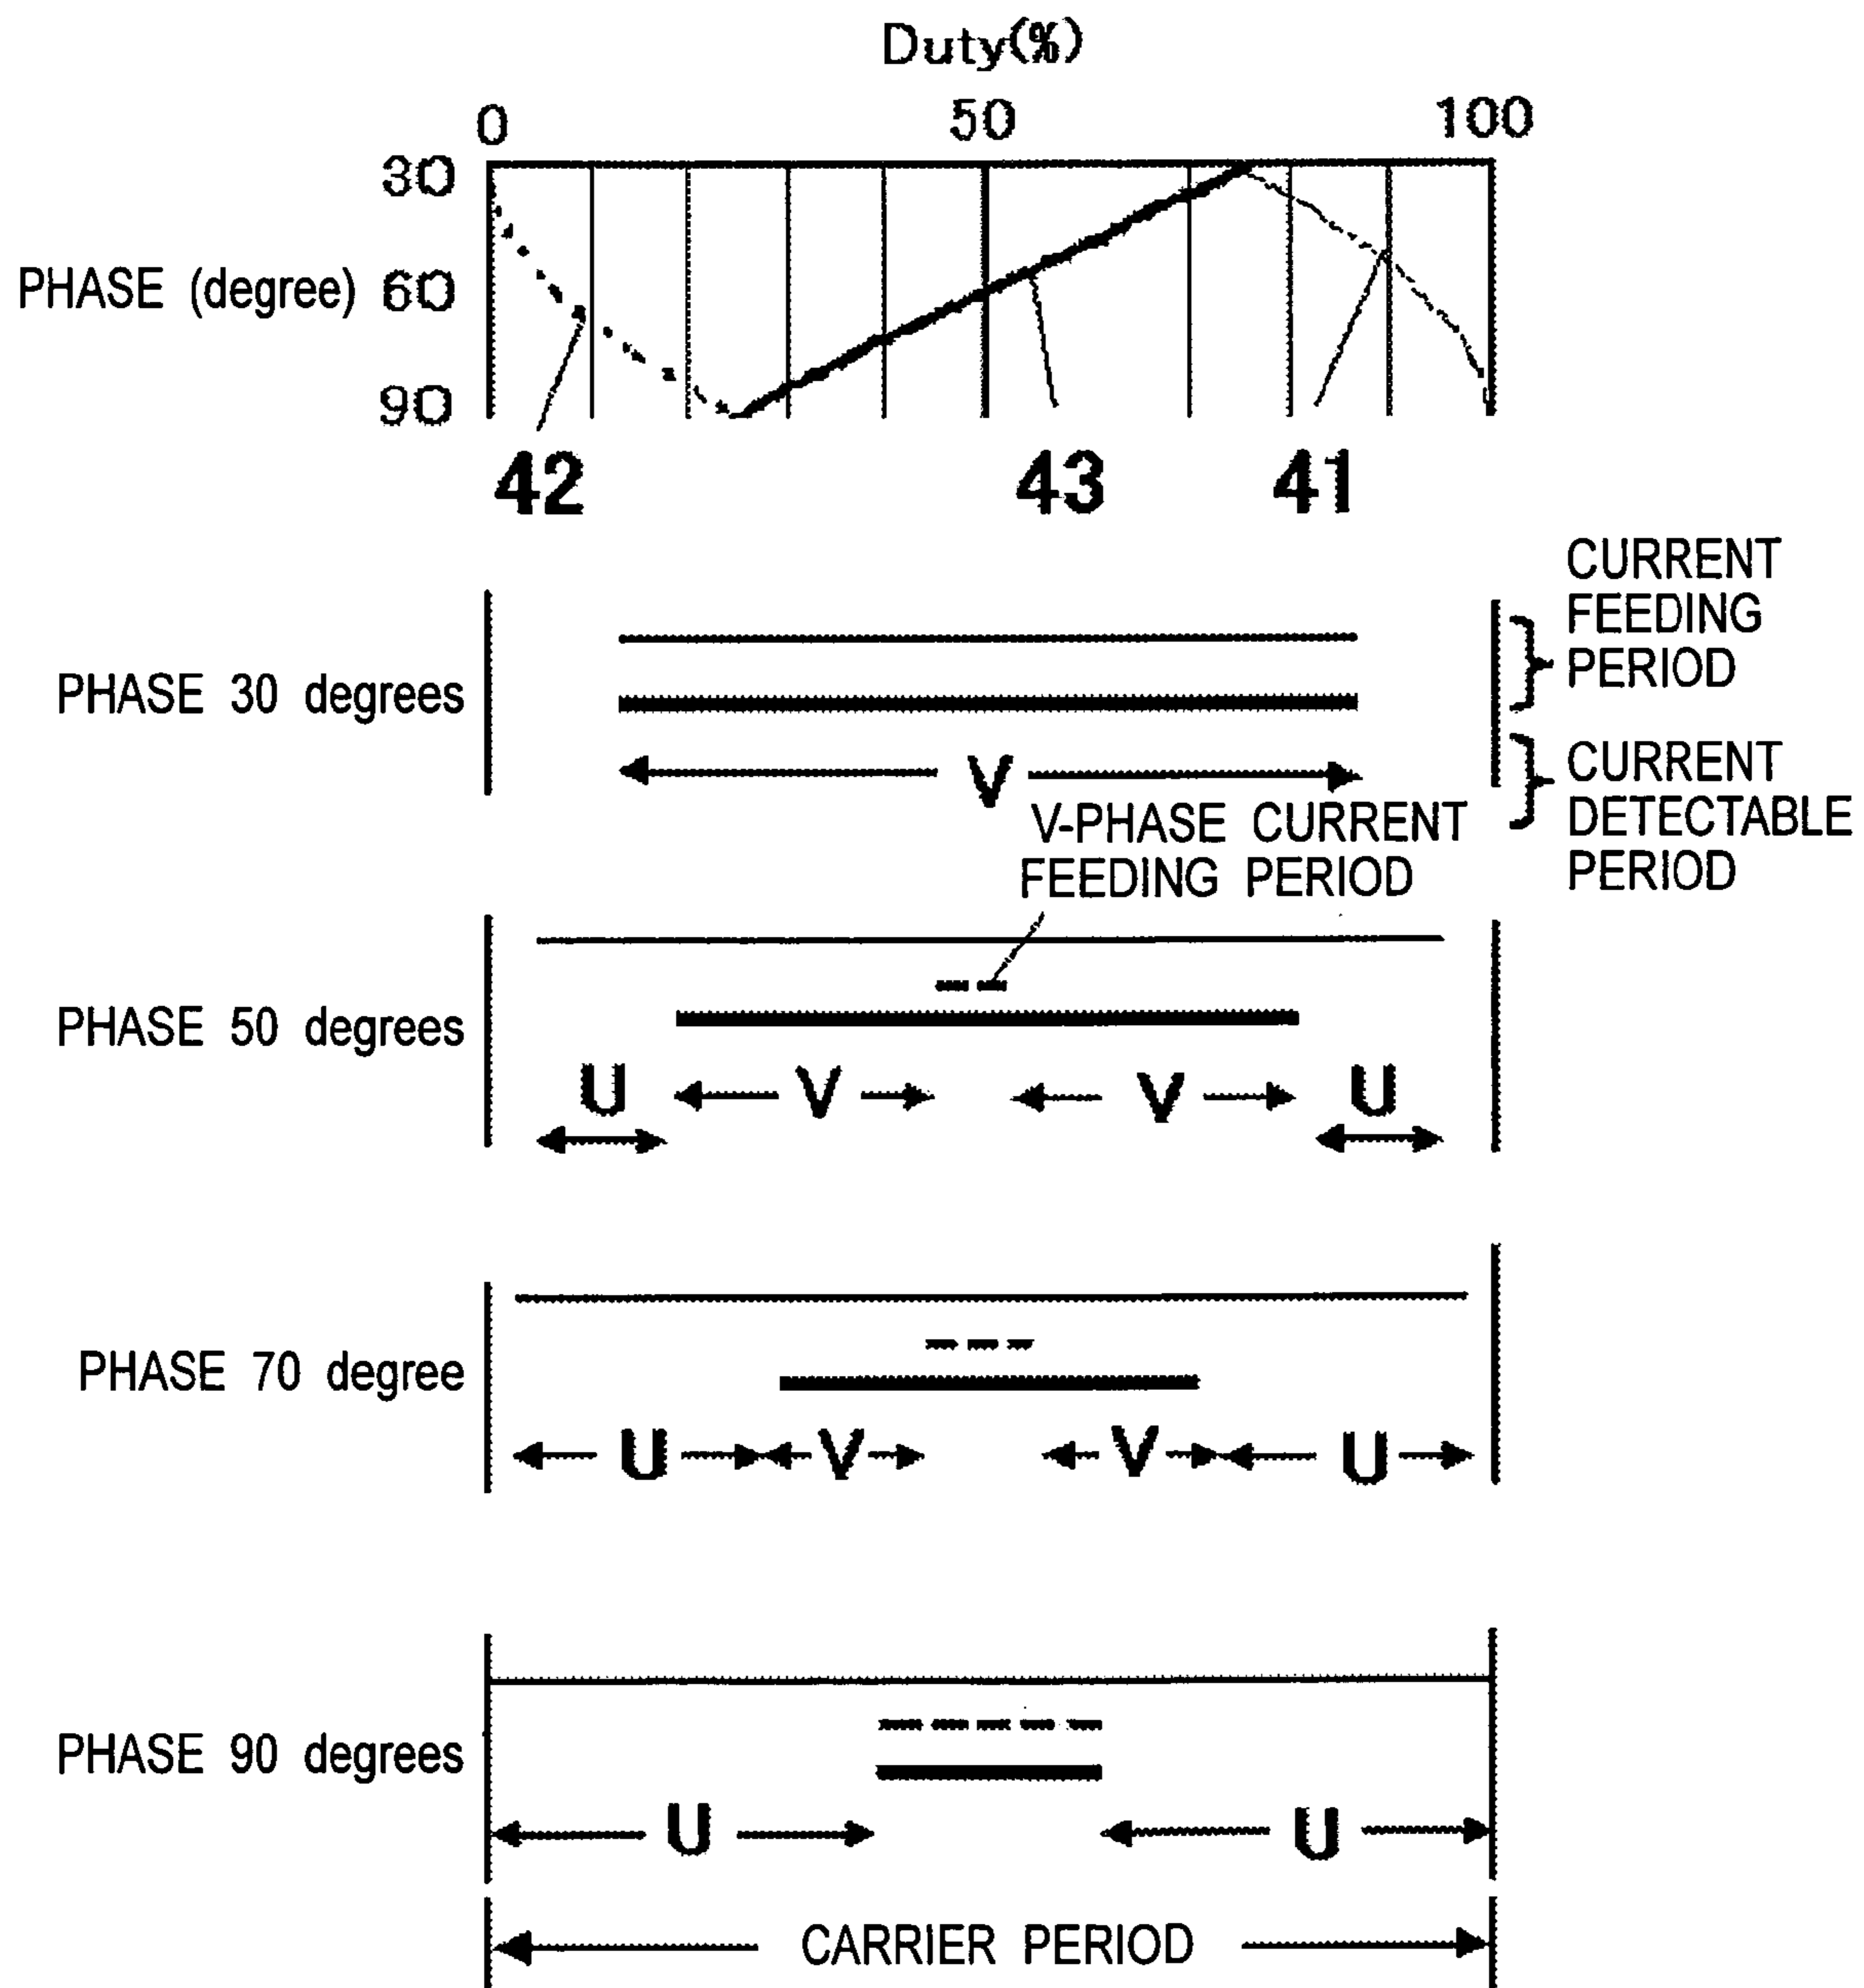 Duty(%)
0 50 100
30
PHASE (degree) 60
90
42 43 41
CURRENT
FEEDING
PERIOD
PHASE 30 degrees
V
CURRENT
DETECTABLE
PERIOD
V-PHASE CURRENT
FEEDING PERIOD
PHASE 50 degrees
U V V U
PHASE 70 degree
U V V U
PHASE 90 degrees
U U
CARRIER PERIOD